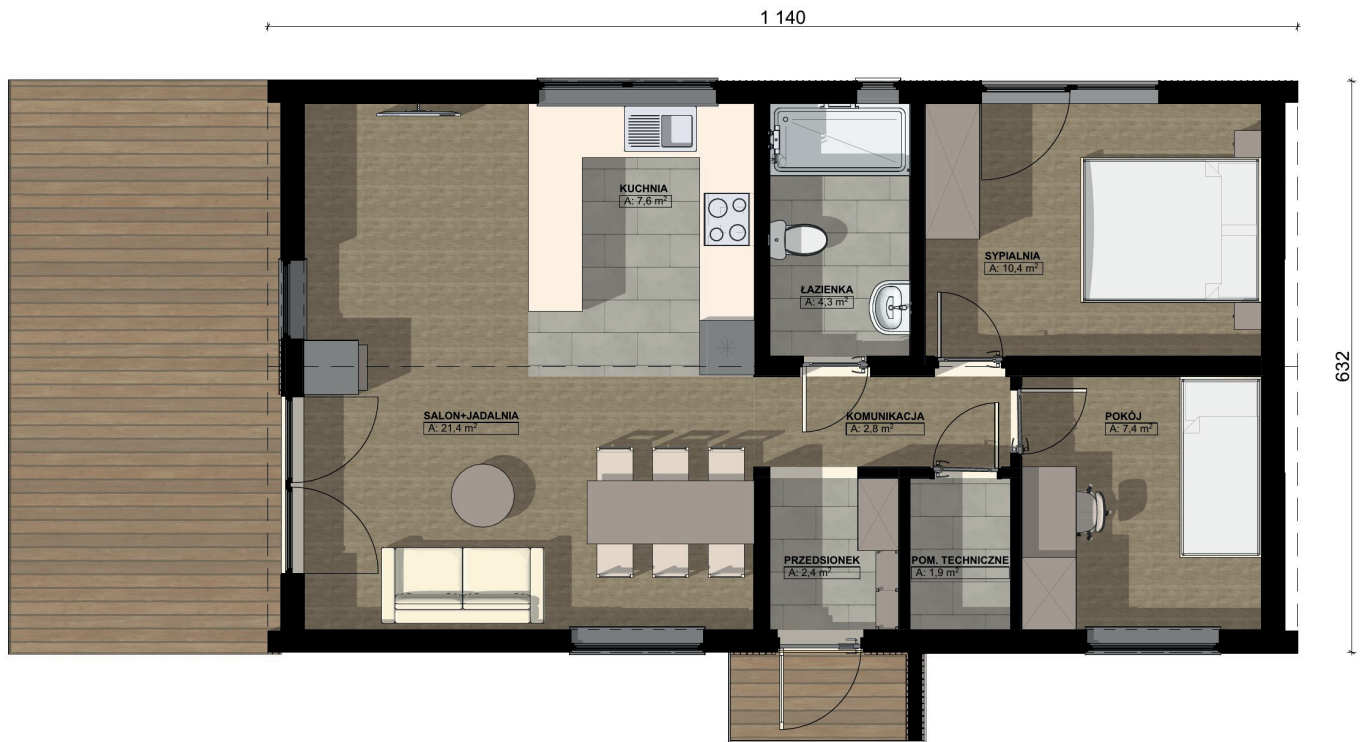 1 140
KUCHNIA
A: 7,6 m²
SYPIALNIA
A: 10,4 m²
ŁAZIENKA
A: 4,3 m²
632
SALON+JADALNIA
A: 21,4 m²
KOMUNIKACJA
A: 2,8 m²
POKÓJ
A: 7,4 m²
PRZEDSIONEK
A: 2,4 m²
POM. TECHNICZNE
A: 1,9 m²